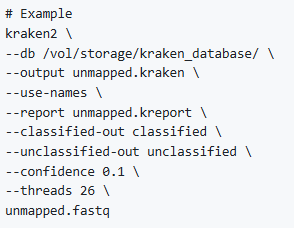 # Example
kraken2 \
--db /vol/storage/kraken_database/ \
--output unmapped.kraken \
--use-names \
--report unmapped.kreport \
--classified-out classified \
--unclassified-out unclassified \
--confidence 0.1 \
--threads 26 \
unmapped.fastq